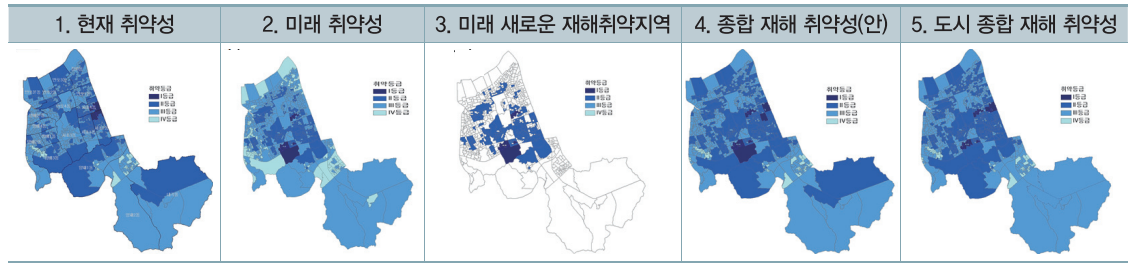 1. 현재 취약성
2. 미래 취약성
3. 미래 새로운 재해취약지역
4. 종합 재해 취약성(안)
5. 도시 종합 재해 취약성
취약등급
I등급
II등급
III등급
IV등급
취약등급
I등급
II등급
III등급
IV등급
취약등급
I등급
II등급
III등급
IV등급
취약등급
I등급
II등급
III등급
IV등급
취약등급
I등급
II등급
III등급
IV등급